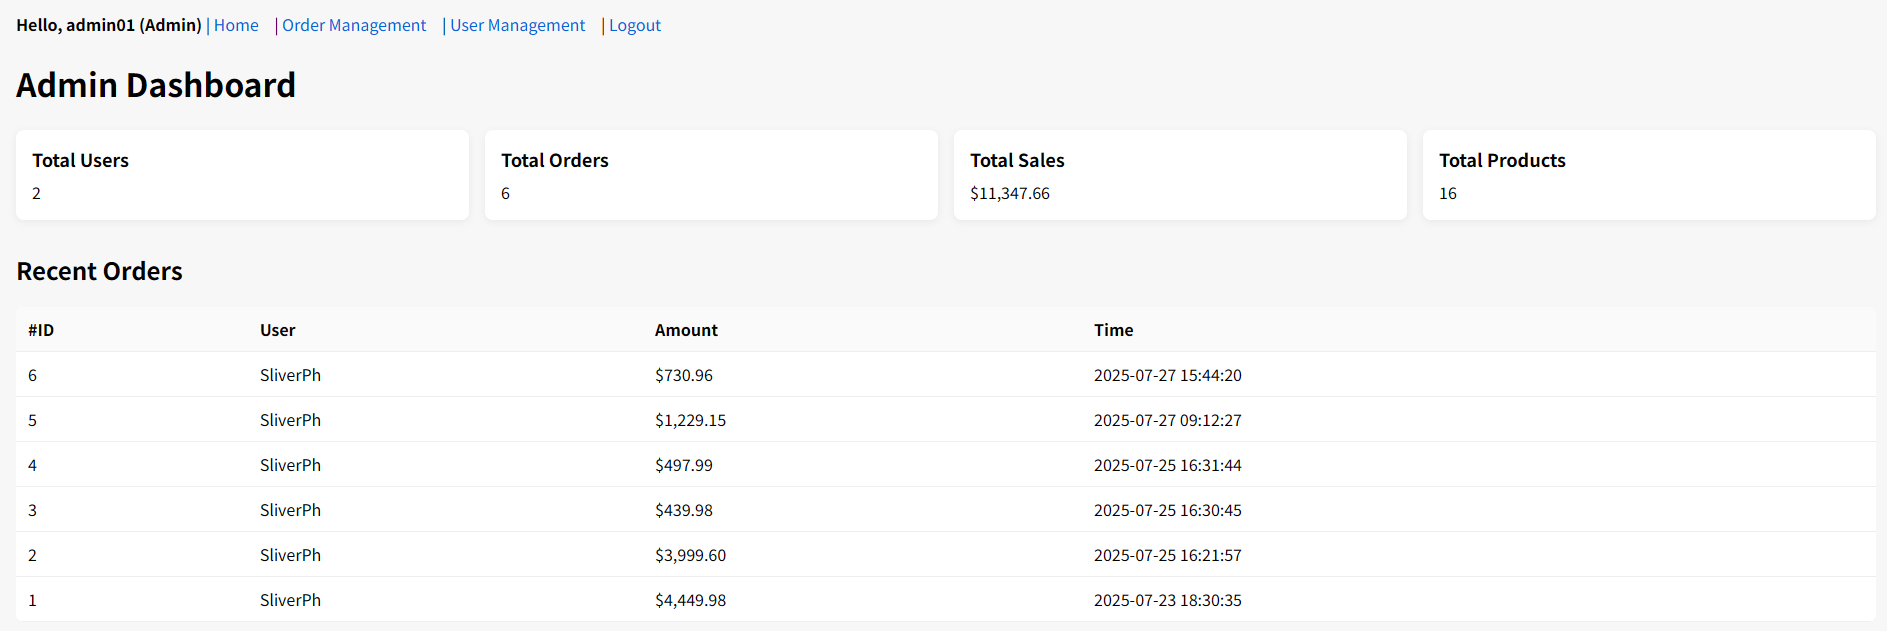 Hello, admin01 (Admin) | Home | Order Management | User Management | Logout
Admin Dashboard
Total Users Total Orders Total Sales Total Products
2 6 $11,347.66 16
Recent Orders
#ID User Amount Time
6 SliverPh $730.96 2025-07-27 15:44:20
5 SliverPh $1,229.15 2025-07-27 09:12:27
4 SliverPh $497.99 2025-07-25 16:31:44
3 SliverPh $439.98 2025-07-25 16:30:45
2 SliverPh $3,999.60 2025-07-25 16:21:57
1 SliverPh $4,449.98 2025-07-23 18:30:35